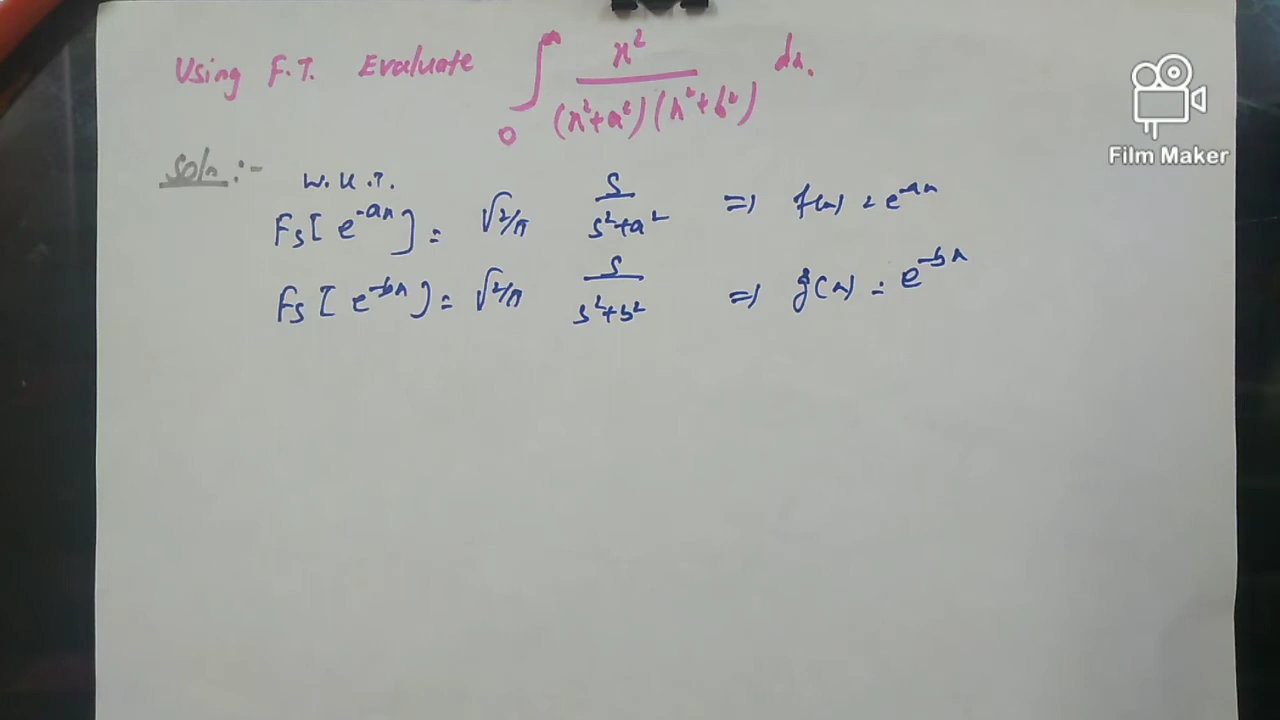 Using F.T. Evaluate ∫₀^∞ x² / (x²+a²)(x²+b²) dx.
Film Maker
Soln:-
W.K.T.
Fs[e^-ax] = √2/π s / s²+a² => f(x) = e^-ax
Fs[e^-bx] = √2/π s / s²+b² => g(x) = e^-bx